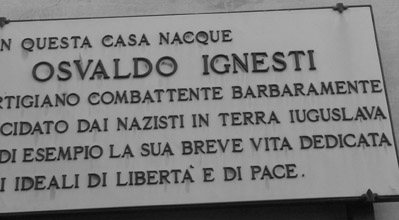 N QUESTA CASA NACQUE
OSVALDO IGNESTI
RTIGIANO COMBATTENTE BARBARAMENTE
CIDATO DAI NAZISTI IN TERRA IUGUSLAVA
DI ESEMPIO LA SUA BREVE VITA DEDICATA
I IDEALI DI LIBERTA` E DI PACE.